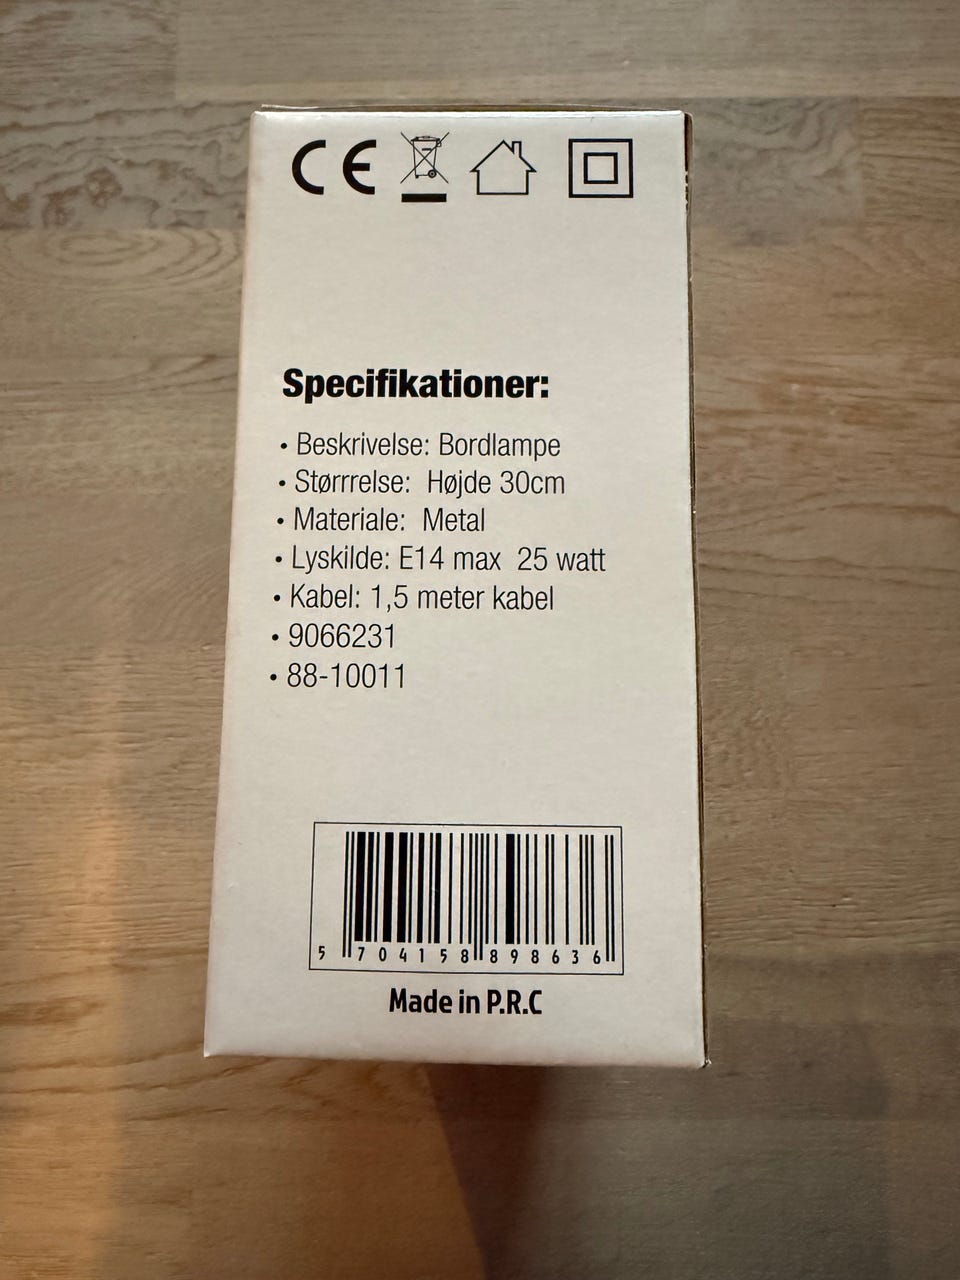 CE
Specifikationer:
• Beskrivelse: Bordlampe
• Størrrelse: Højde 30cm
• Materiale: Metal
• Lyskilde: E14 max 25 watt
• Kabel: 1,5 meter kabel
• 9066231
• 88-10011
5 704158 898636
Made in P.R.C